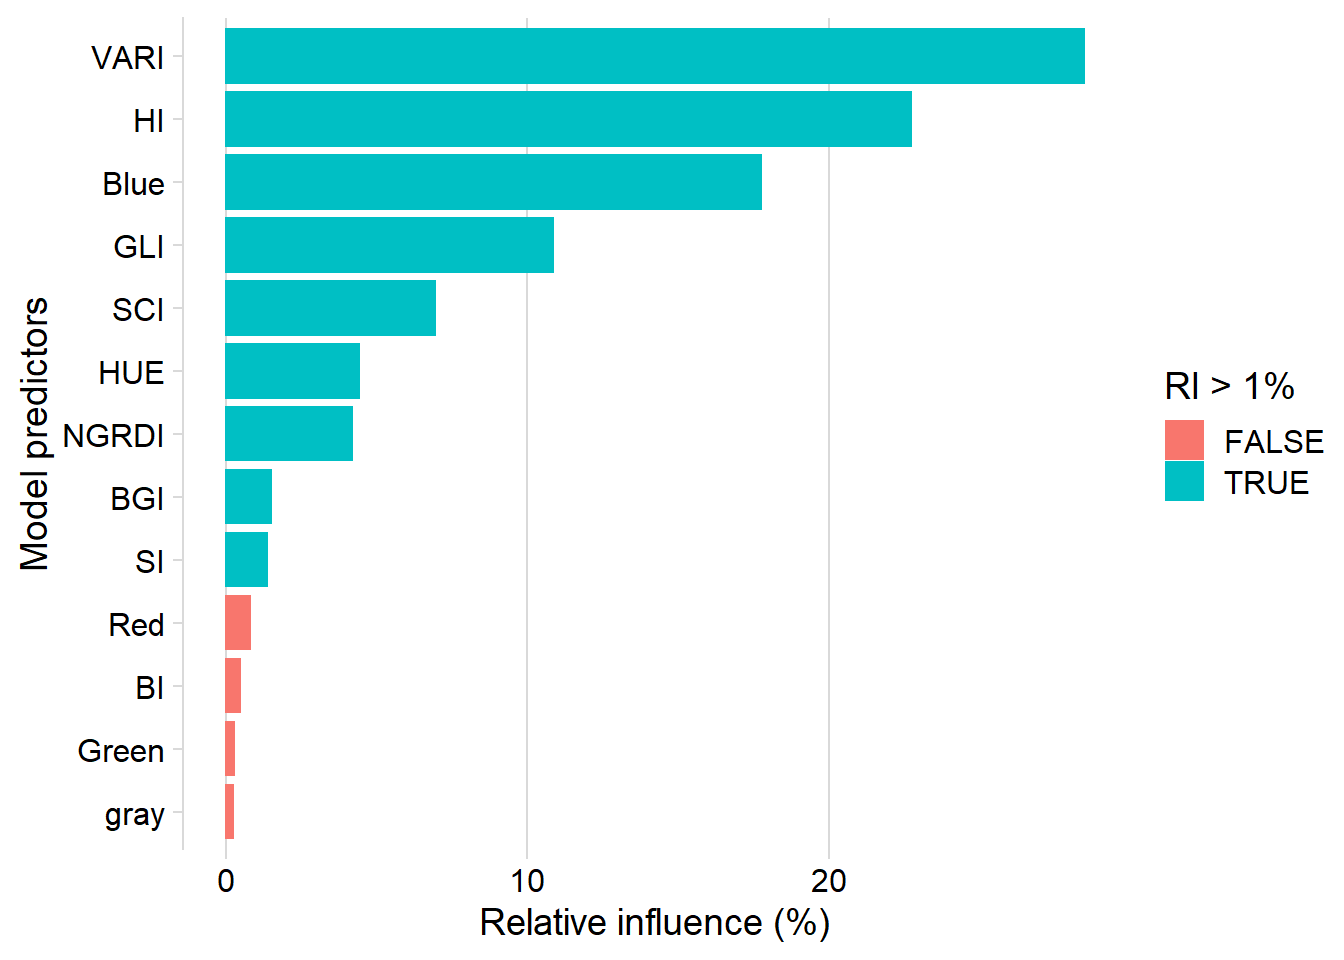 VARI
HI
Blue
GLI
SCI
HUE
NGRDI
BGI
SI
Red
BI
Green
gray
Model predictors
0 10 20
Relative influence (%)
RI > 1%
FALSE
TRUE